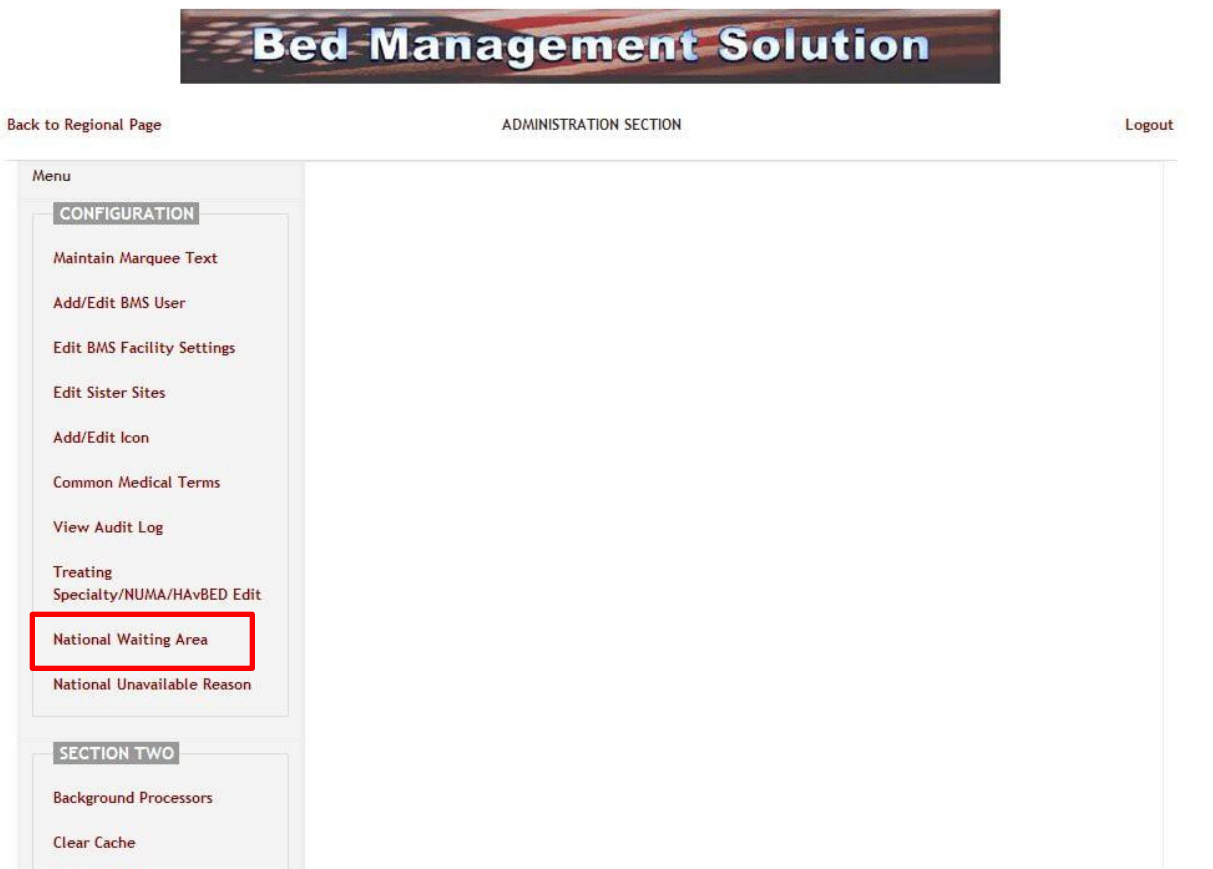 Bed Management Solution
Back to Regional Page ADMINISTRATION SECTION Logout
Menu
CONFIGURATION
Maintain Marquee Text
Add/Edit BMS User
Edit BMS Facility Settings
Edit Sister Sites
Add/Edit Icon
Common Medical Terms
View Audit Log
Treating
Specialty/NUMA/HAvBED Edit
National Waiting Area
National Unavailable Reason
SECTION TWO
Background Processors
Clear Cache